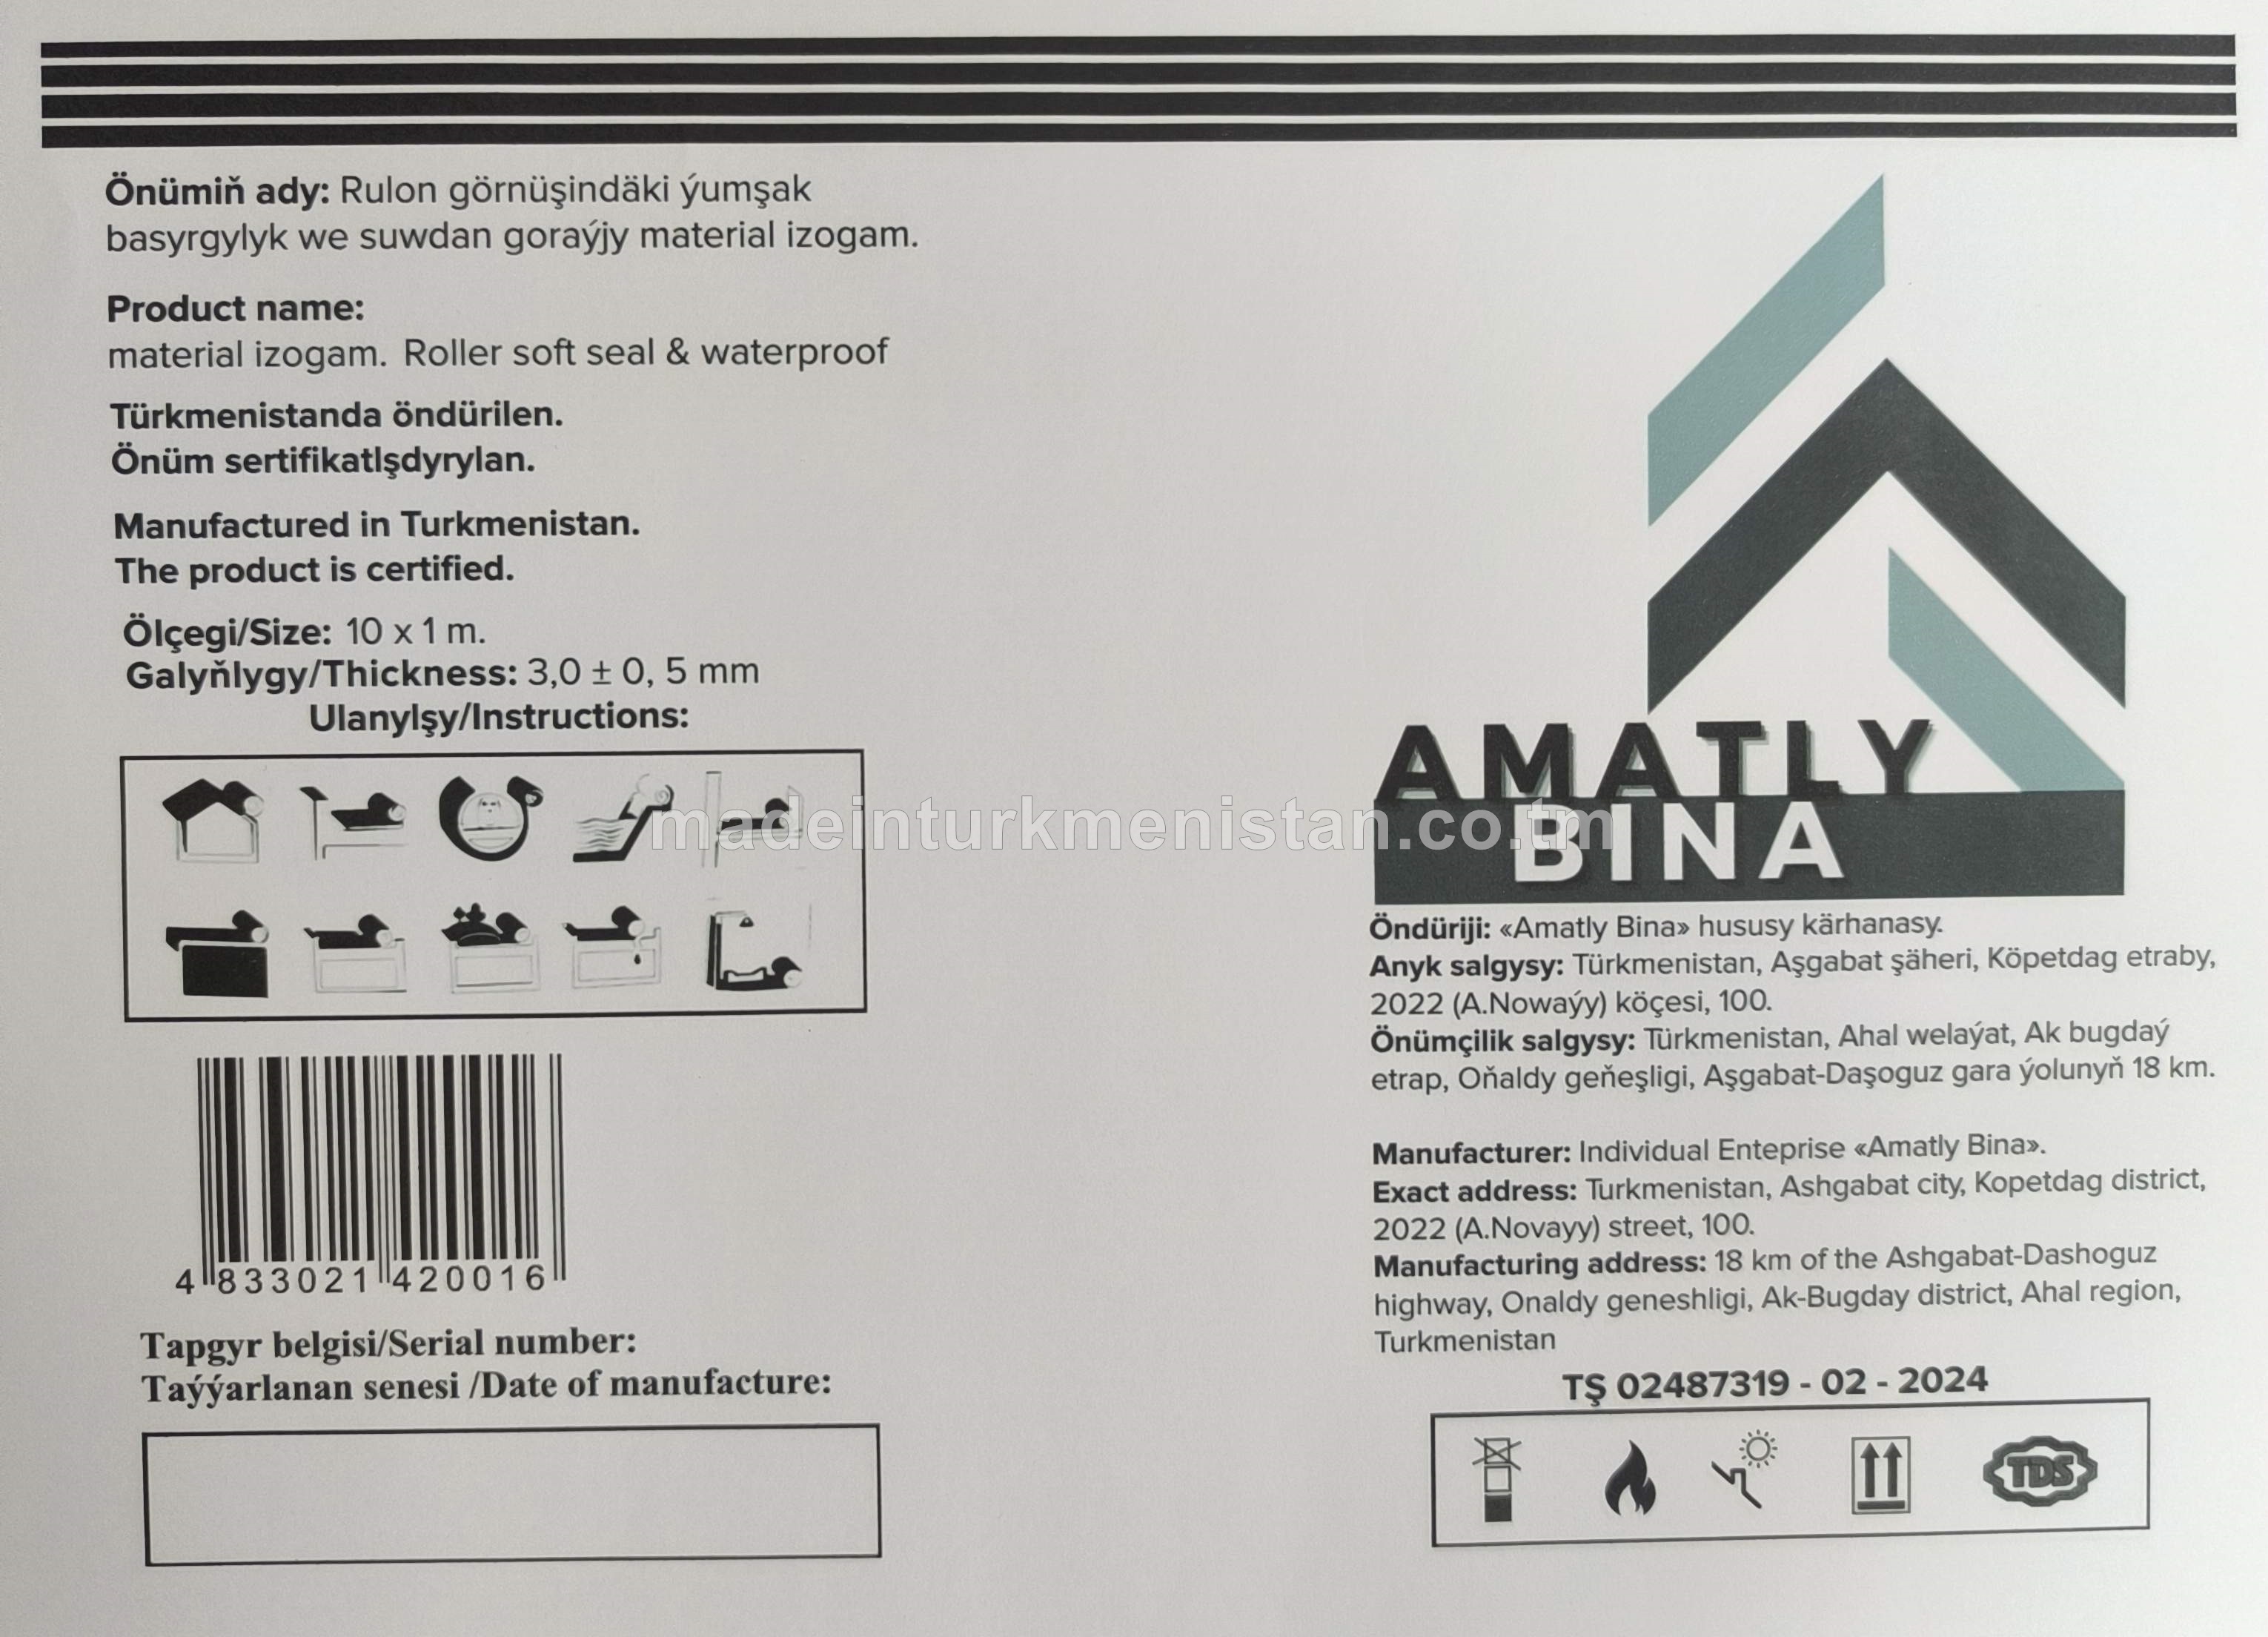 Önümiň ady: Rulon görnüşindäki ýumşak
basyrgylyk we suwdan goraýjy material izogam.
Product name:
material izogam. Roller soft seal & waterproof
Türkmenistanda öndürilen.
Önüm sertifikatlşdyrylan.
Manufactured in Turkmenistan.
The product is certified.
Ölçegi/Size: 10 x 1 m.
Galyňlygy/Thickness: 3,0 ± 0, 5 mm
Ulanylşy/Instructions:
4 833021 420016
Tapgyr belgisi/Serial number:
Taýýarlanan senesi /Date of manufacture:
AMATLY
BINA
madeinturkmenistan.co.tm
Öndüriji: «Amatly Bina» hususy kärhanasy.
Anyk salgysy: Türkmenistan, Aşgabat şäheri, Köpetdag etraby,
2022 (A.Nowaýy) köçesi, 100.
Önümçilik salgysy: Türkmenistan, Ahal welaýat, Ak bugdaý
etrap, Oňaldy geňeşligi, Aşgabat-Daşoguz gara ýolunyň 18 km.
Manufacturer: Individual Enteprise «Amatly Bina».
Exact address: Turkmenistan, Ashgabat city, Kopetdag district,
2022 (A.Novayy) street, 100.
Manufacturing address: 18 km of the Ashgabat-Dashoguz
highway, Onaldy geneshligi, Ak-Bugday district, Ahal region,
Turkmenistan
TŞ 02487319 - 02 - 2024
TDS